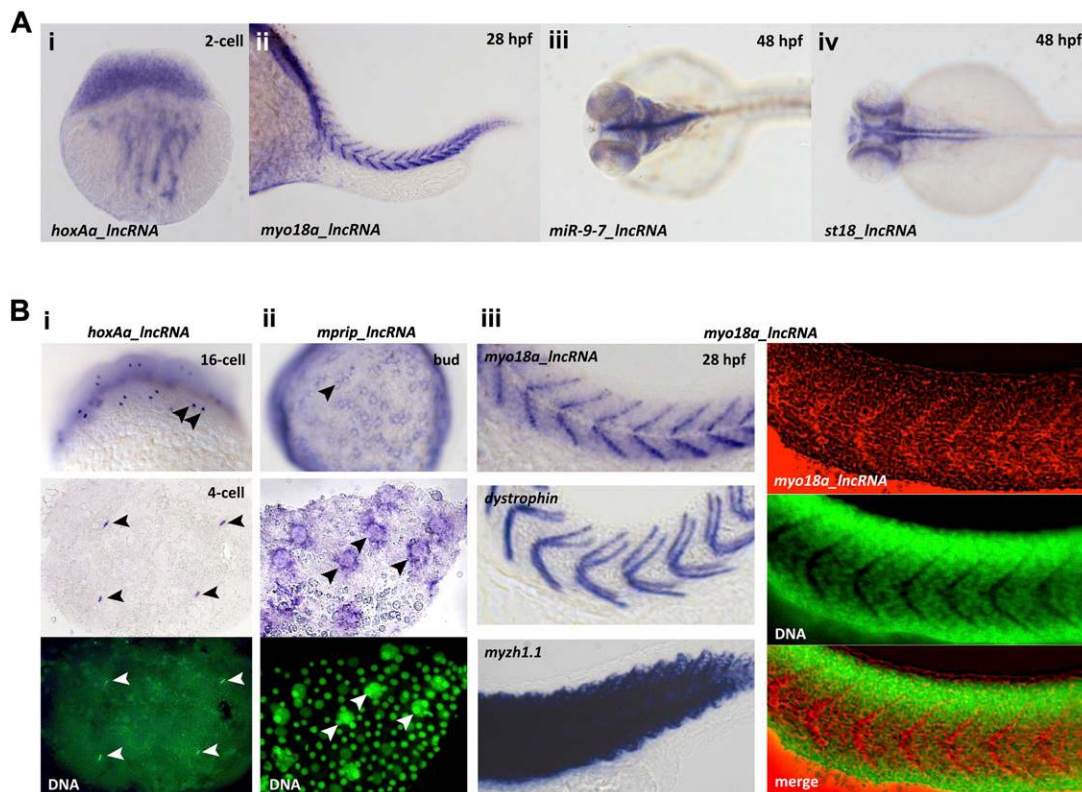 A
i
2-cell
hoxAa_lncRNA
ii
28 hpf
myo18a_lncRNA
iii
48 hpf
miR-9-7_lncRNA
iv
48 hpf
st18_lncRNA
B
i
hoxAa_lncRNA
16-cell
4-cell
DNA
ii
mprip_lncRNA
bud
DNA
iii
myo18a_lncRNA
myo18a_lncRNA
28 hpf
dystrophin
myzh1.1
myo18a_lncRNA
DNA
merge